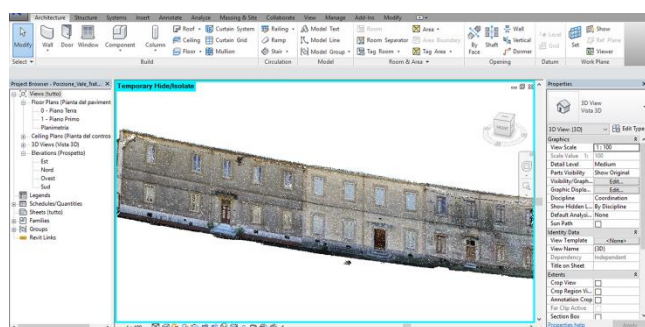 Architecture Structure Systems Insert Annotate Analyze Massing & Site Collaborate View Manage Add-Ins Modify
Modify
Wall
Door
Window
Component
Column
Roof
Ceiling
Floor
Curtain System
Curtain Grid
Mullion
Railing
Ramp
Stair
Model Text
Model Line
Model Group
Room
Room Separator
Tag Room
Area
Area Boundary
Tag Area
By Face
Shaft
Wall
Vertical
Dormer
Level
Grid
Set
Show
Ref Plane
Viewer
Select
Build
Circulation
Model
Room & Area
Opening
Datum
Work Plane
Views (tutto)
Floor Plans (Pianta del paviment
0 - Piano Terra
1 - Piano Primo
Planimetria
Ceiling Plans (Pianta del contros
3D Views (Vista 3D)
Elevations (Prospetto)
Est
Nord
Ovest
Sud
Legends
Schedules/Quantities
Sheets (tutto)
Families
Groups
Revit Links
Temporary Hide/Isolate
Properties
3D View
Vista 3D
3D View: {3D}
Edit Type
Graphics
View Scale 1 : 100
Scale Value 1: 100
Detail Level Medium
Parts Visibility Show Original
Visibility/Graph... Edit...
Graphic Displa... Edit...
Discipline Coordination
Show Hidden L... By Discipline
Default Analysi... None
Sun Path
Identity Data
View Template <None>
View Name {3D}
Dependency Independent
Title on Sheet
Extents
Crop View
Crop Region Vi...
Annotation Crop
Far Clip Active
Section Box
Properties help
Apply